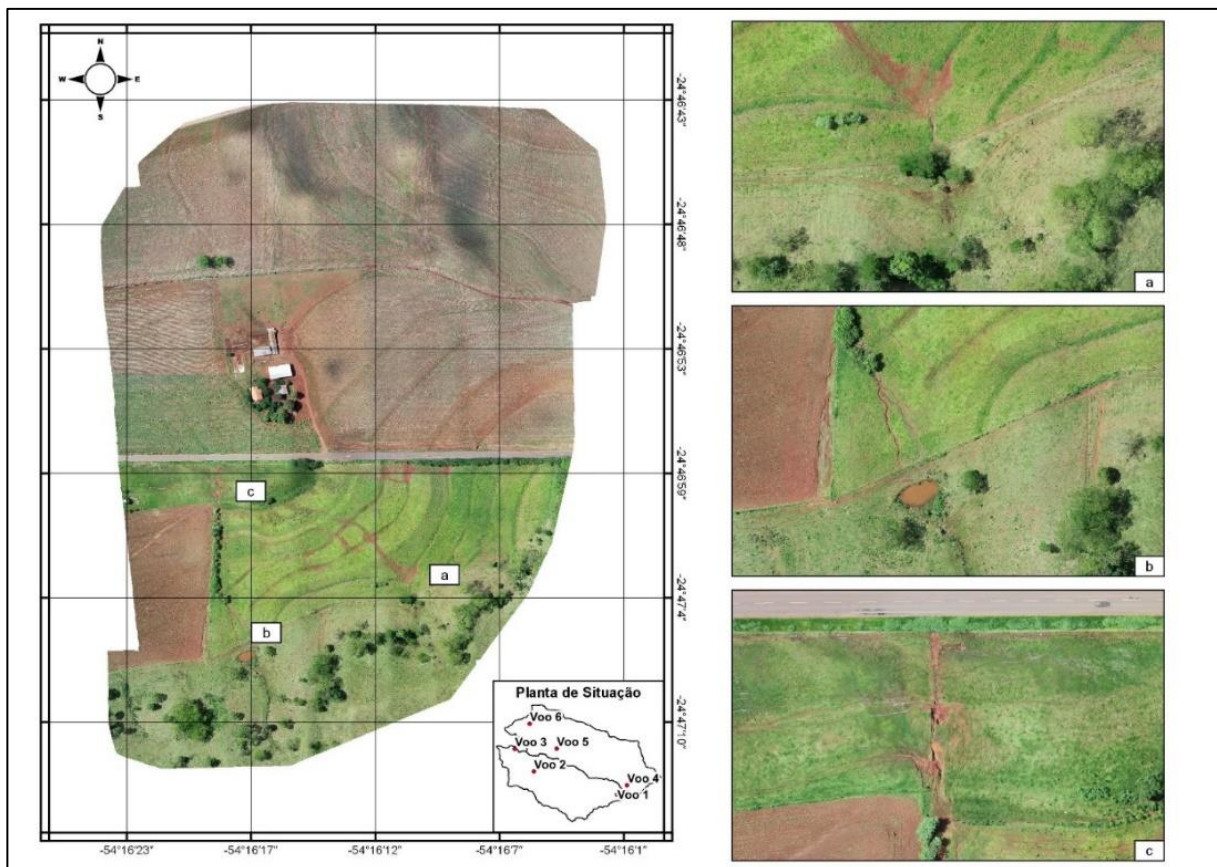 N
W E
S
-24°46'43"
-24°46'48"
-24°46'53"
-24°46'59"
-24°47'4"
-24°47'10"
c
a
b
Planta de Situação
Voo 6
Voo 3 Voo 5
Voo 2
Voo 4
Voo 1
-54°16'23" -54°16'17" -54°16'12" -54°16'7" -54°16'1"
a
b
c